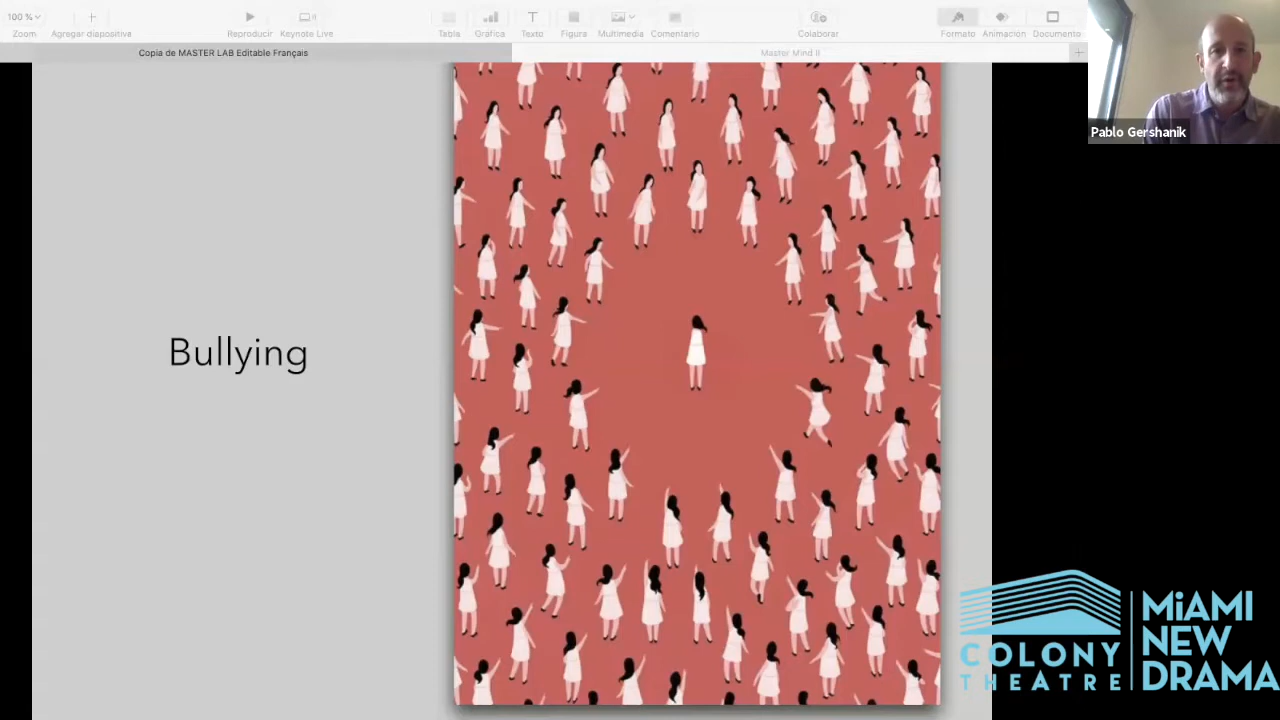 100 %
Zoom
Agregar diapositiva
Reproducir
Keynote Live
Tabla
Gráfica
Texto
Figura
Multimedia
Comentario
Colaborar
Formato
Animación
Documento
Copia de MASTER LAB Editable Français
Master Mind II
Pablo Gershanik
Bullying
COLONY
THEATRE
MiAMI
NEW
DRAMA